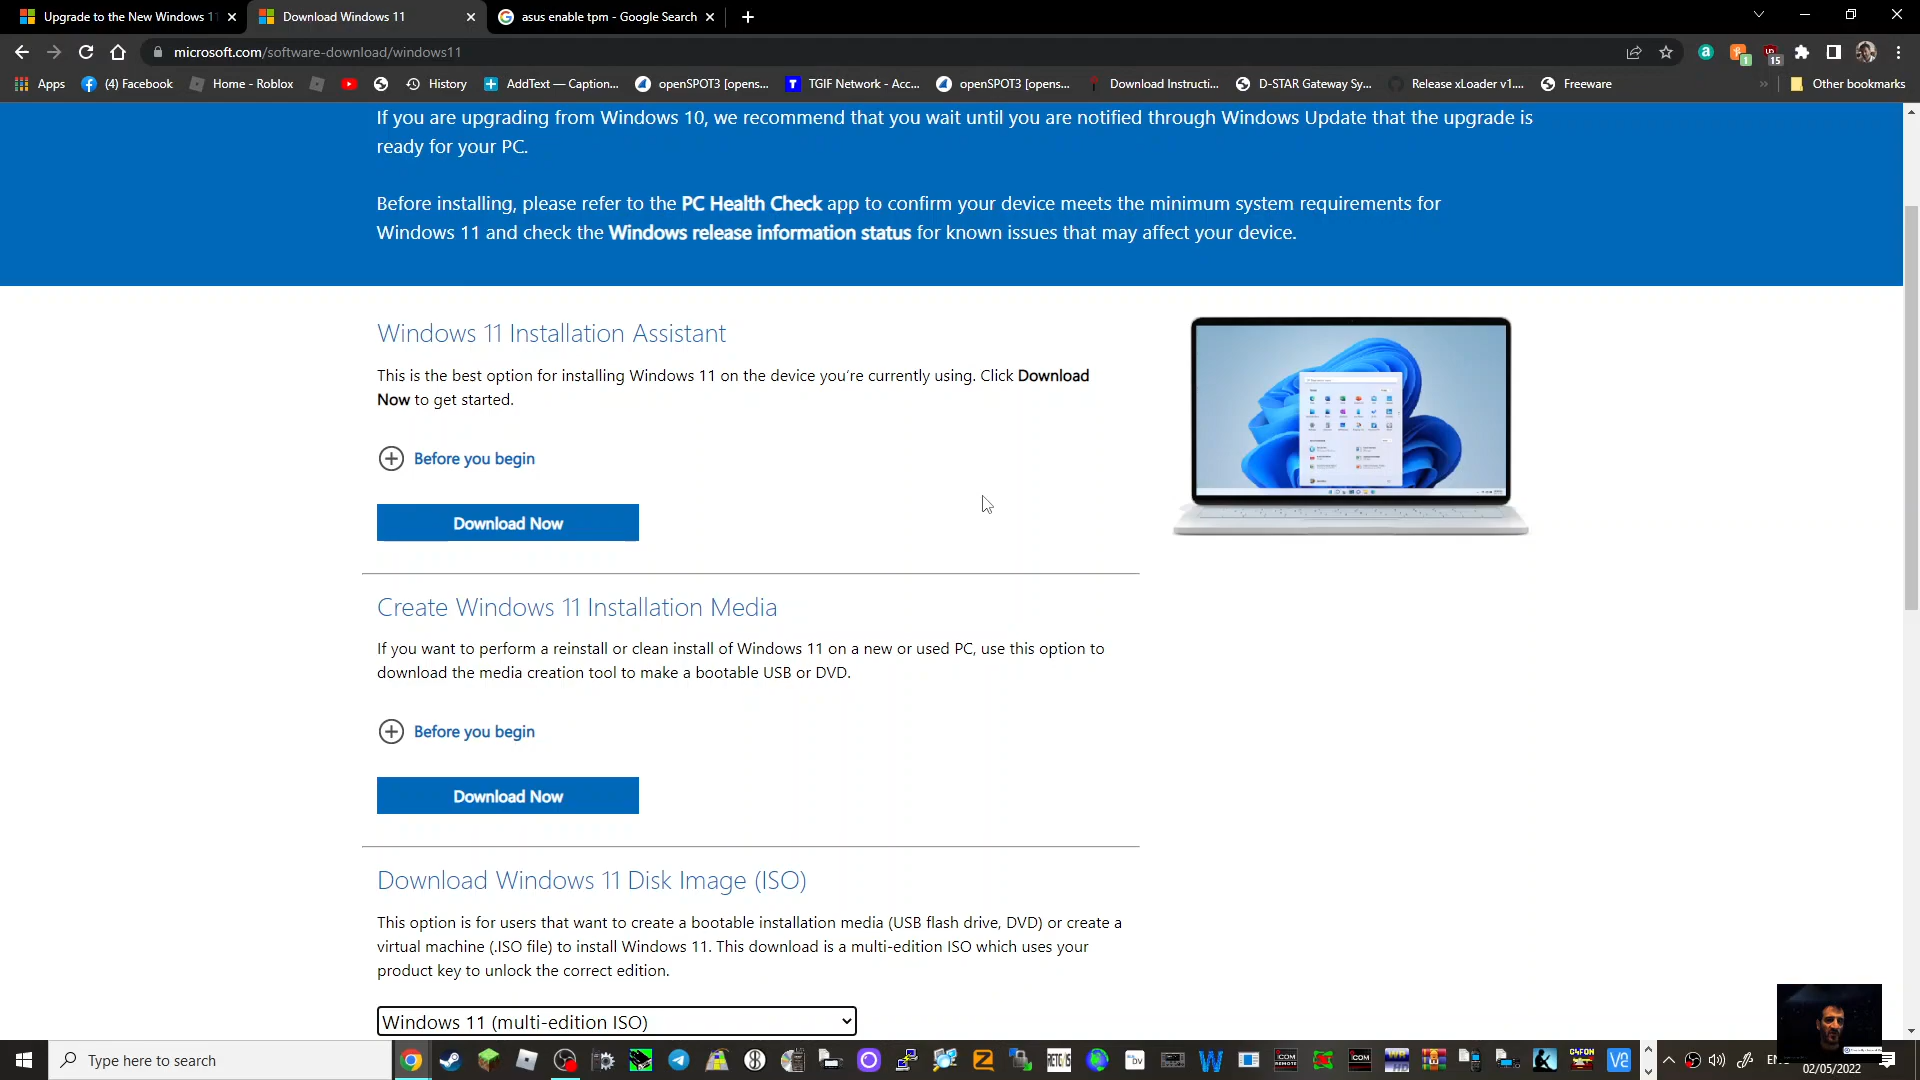 Upgrade to the New Windows 11
Download Windows 11
asus enable tpm - Google Search
microsoft.com/software-download/windows11
1
15
Apps
(4) Facebook
Home - Roblox
History
AddText — Caption...
openSPOT3 [opens...
TGIF Network - Acc...
openSPOT3 [opens...
Download Instructi...
D-STAR Gateway Sy...
Release xLoader v1....
Freeware
Other bookmarks
If you are upgrading from Windows 10, we recommend that you wait until you are notified through Windows Update that the upgrade is
ready for your PC.
Before installing, please refer to the PC Health Check app to confirm your device meets the minimum system requirements for
Windows 11 and check the Windows release information status for known issues that may affect your device.
Windows 11 Installation Assistant
This is the best option for installing Windows 11 on the device you're currently using. Click Download
Now to get started.
Before you begin
Download Now
Create Windows 11 Installation Media
If you want to perform a reinstall or clean install of Windows 11 on a new or used PC, use this option to
download the media creation tool to make a bootable USB or DVD.
Before you begin
Download Now
Download Windows 11 Disk Image (ISO)
This option is for users that want to create a bootable installation media (USB flash drive, DVD) or create a
virtual machine (.ISO file) to install Windows 11. This download is a multi-edition ISO which uses your
product key to unlock the correct edition.
Windows 11 (multi-edition ISO)
Type here to search
02/05/2022